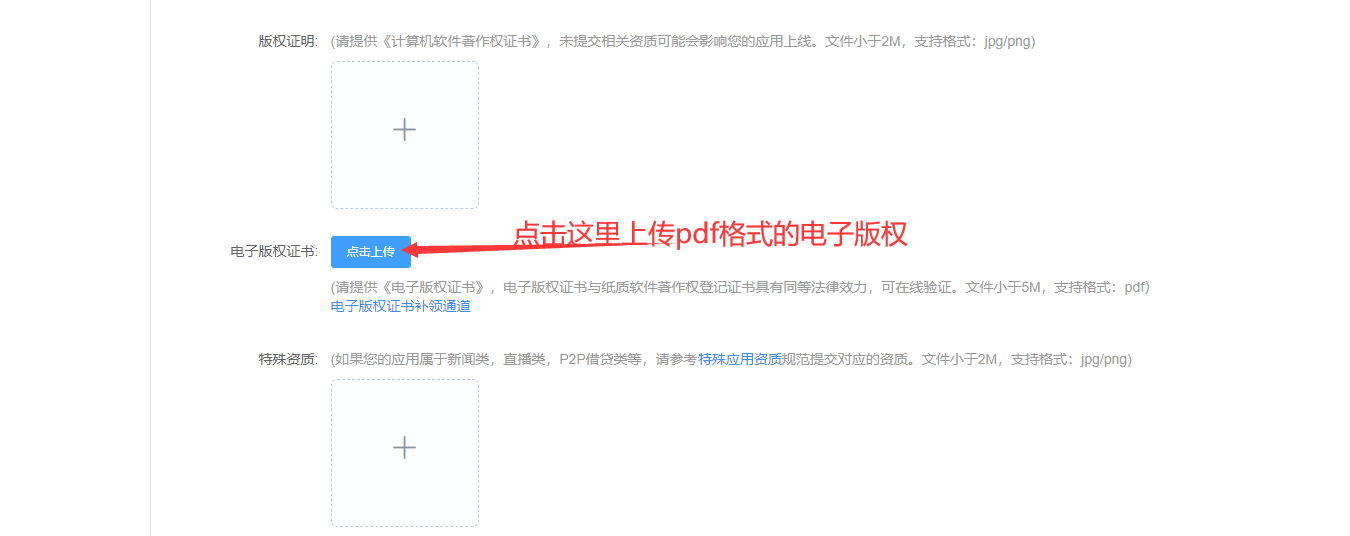 版权证明: (请提供《计算机软件著作权证书》，未提交相关资质可能会影响您的应用上线。文件小于2M，支持格式：jpg/png)
点击这里上传pdf格式的电子版权
电子版权证书: 点击上传
(请提供《电子版权证书》，电子版权证书与纸质软件著作权登记证书具有同等法律效力，可在线验证。文件小于5M，支持格式：pdf)
电子版权证书补领通道
特殊资质: (如果您的应用属于新闻类，直播类，P2P借贷类等，请参考特殊应用资质规范提交对应的资质。文件小于2M，支持格式：jpg/png)